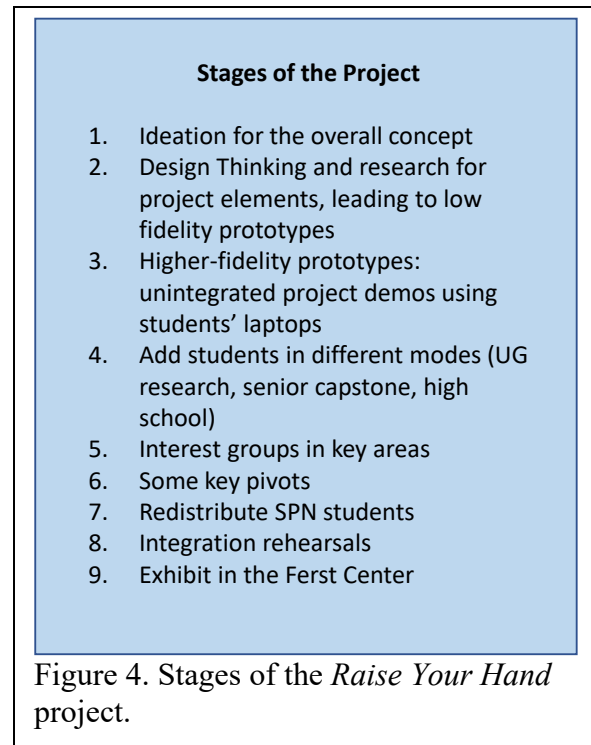 Stages of the Project
1. Ideation for the overall concept
2. Design Thinking and research for
project elements, leading to low
fidelity prototypes
3. Higher-fidelity prototypes:
unintegrated project demos using
students’ laptops
4. Add students in different modes (UG
research, senior capstone, high
school)
5. Interest groups in key areas
6. Some key pivots
7. Redistribute SPN students
8. Integration rehearsals
9. Exhibit in the Ferst Center
Figure 4. Stages of the Raise Your Hand
project.